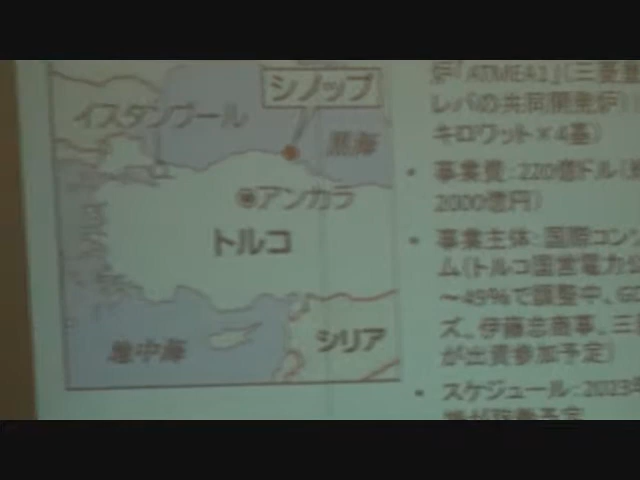 シノップ
イスタンブール
黒海
アンカラ
トルコ
地中海
シリア
炉「ATMEA1」(三菱重
レバの共同開発炉)
キロワット×4基)
• 事業費:220億ドル(
2000億円)
• 事業主体:国際コン
ム(トルコ国営電力公
～49%で調整中、GD
ズ、伊藤忠商事、三
が出資参加予定)
• スケジュール:2023年